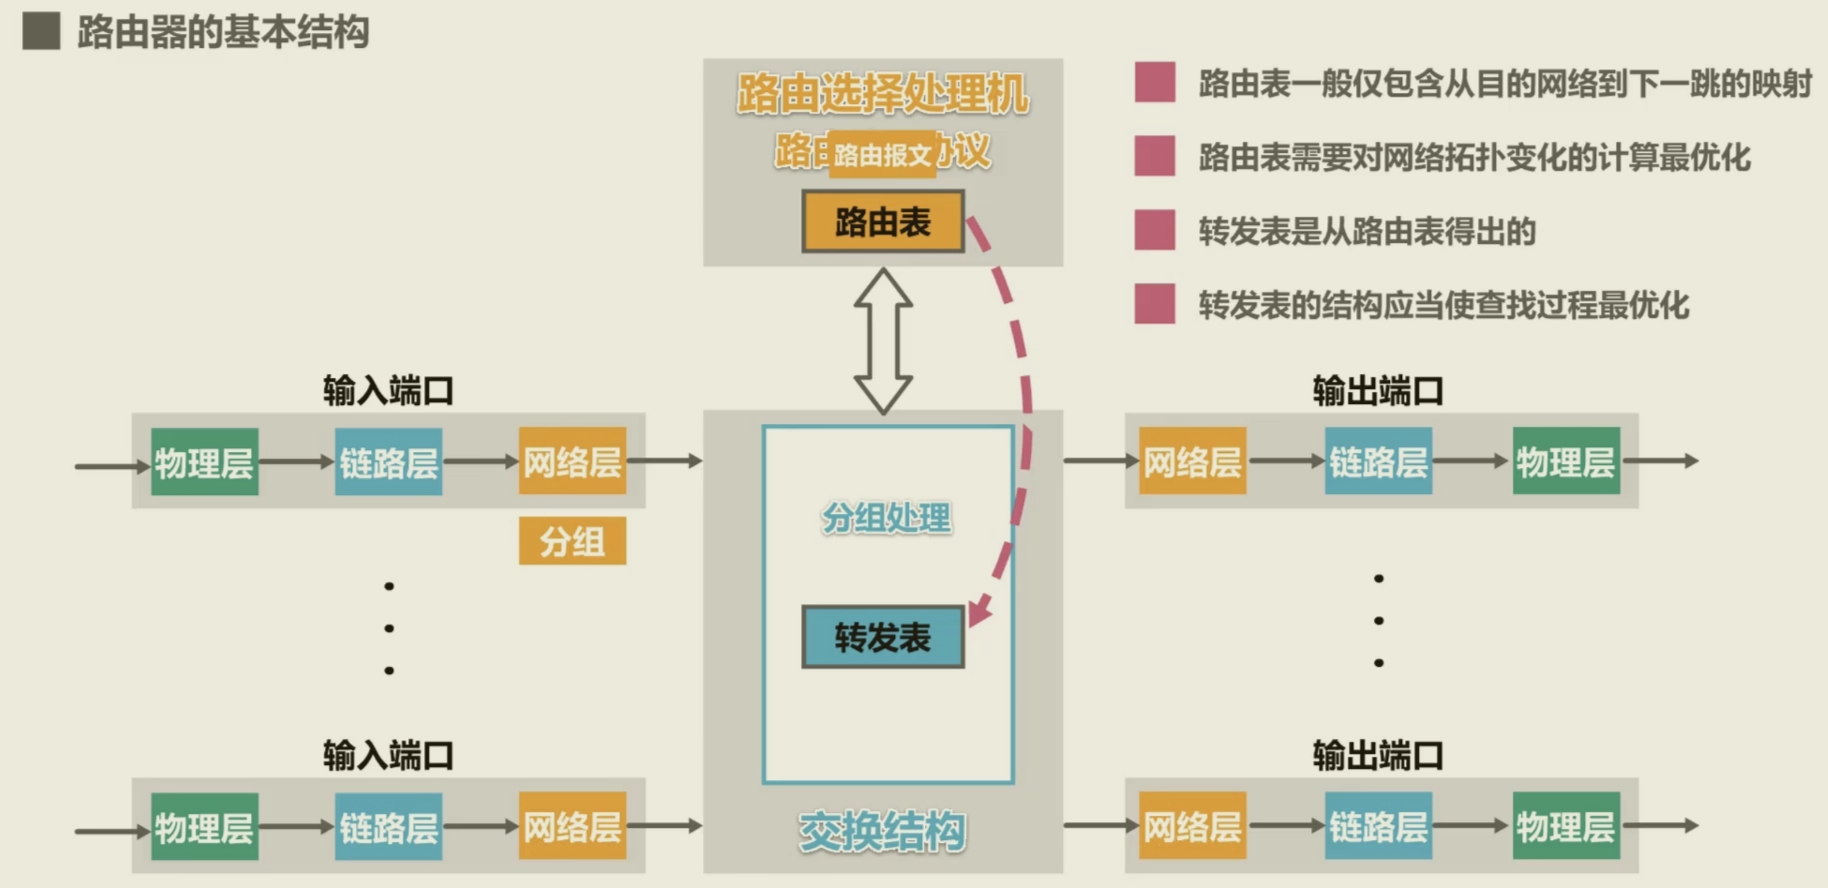 路由器的基本结构
路由选择处理机
路由 协议
路由报文
路由表
路由表一般仅包含从目的网络到下一跳的映射
路由表需要对网络拓扑变化的计算最优化
转发表是从路由表得出的
转发表的结构应当使查找过程最优化
输入端口
物理层
链路层
网络层
分组
分组处理
转发表
交换结构
输出端口
网络层
链路层
物理层
输入端口
物理层
链路层
网络层
输出端口
网络层
链路层
物理层